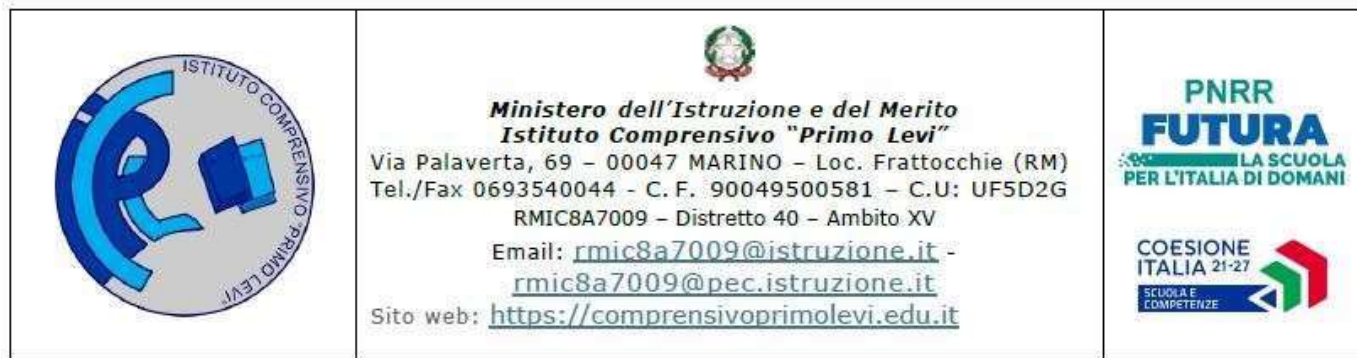 ISTITUTO COMPRENSIVO "PRIMO LEVI"
Ministero dell'Istruzione e del Merito
Istituto Comprensivo "Primo Levi"
Via Palaverta, 69 – 00047 MARINO – Loc. Frattocchie (RM)
Tel./Fax 0693540044 - C. F. 90049500581 – C.U: UF5D2G
RMIC8A7009 – Distretto 40 – Ambito XV
Email: rmic8a7009@istruzione.it -
rmic8a7009@pec.istruzione.it
Sito web: https://comprensivoprimolevi.edu.it
PNRR
FUTURA
LA SCUOLA
PER L'ITALIA DI DOMANI
COESIONE
ITALIA 21-27
SCUOLA E
COMPETENZE